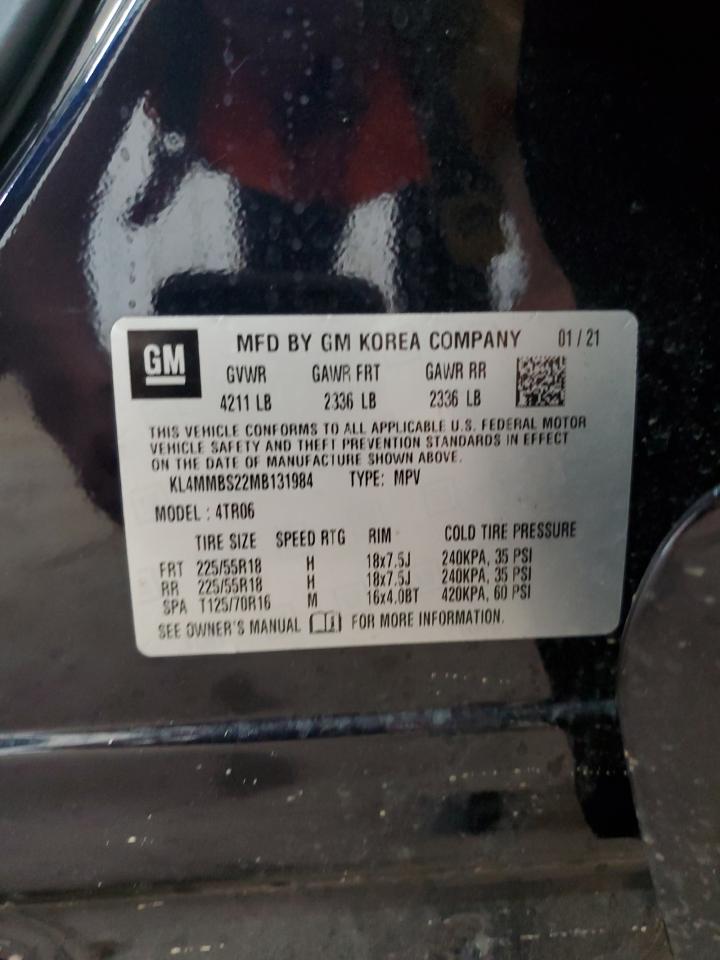 GM
MFD BY GM KOREA COMPANY 01/21
GVWR GAWR FRT GAWR RR
4211 LB 2336 LB 2336 LB
THIS VEHICLE CONFORMS TO ALL APPLICABLE U.S. FEDERAL MOTOR
VEHICLE SAFETY AND THEFT PREVENTION STANDARDS IN EFFECT
ON THE DATE OF MANUFACTURE SHOWN ABOVE.
KL4MMBS22MB131984 TYPE: MPV
MODEL : 4TR06
TIRE SIZE SPEED RTG RIM COLD TIRE PRESSURE
FRT 225/55R18 H 18x7.5J 240KPA, 35 PSI
RR 225/55R18 H 18x7.5J 240KPA, 35 PSI
SPA T125/70R16 M 16x4.0BT 420KPA, 60 PSI
SEE OWNER'S MANUAL FOR MORE INFORMATION.